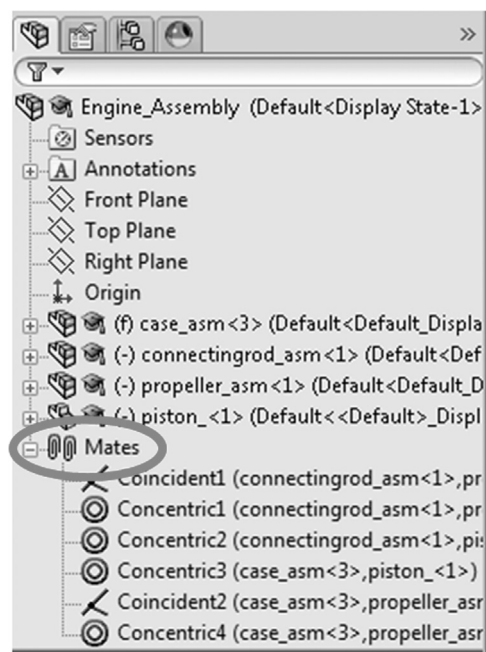 Engine_Assembly (Default<Display State-1>
Sensors
A Annotations
Front Plane
Top Plane
Right Plane
Origin
(f) case_asm<3> (Default<Default_Displa
(-) connectingrod_asm<1> (Default<Def
(-) propeller_asm<1> (Default<Default_D
(-) piston_<1> (Default<<Default>_Displ
Mates
Coincident1 (connectingrod_asm<1>,pr
Concentric1 (connectingrod_asm<1>,pr
Concentric2 (connectingrod_asm<1>,pis
Concentric3 (case_asm<3>,piston_<1>)
Coincident2 (case_asm<3>,propeller_asr
Concentric4 (case_asm<3>,propeller_asr